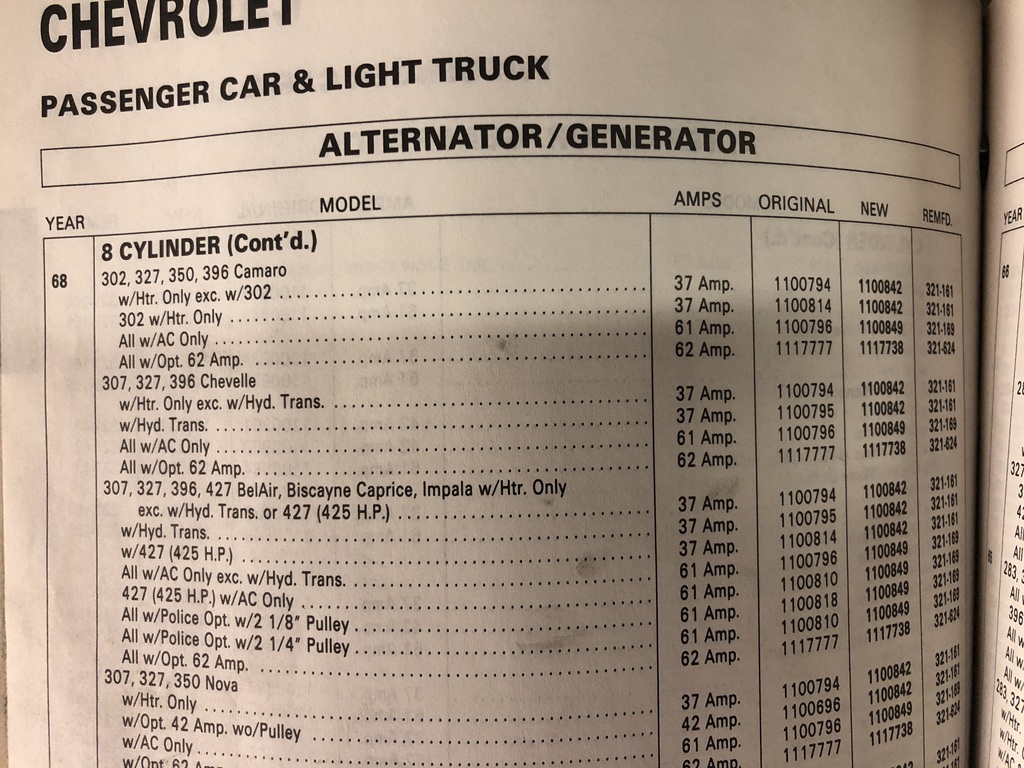 CHEVROLET
PASSENGER CAR & LIGHT TRUCK
ALTERNATOR/GENERATOR
YEAR MODEL AMPS ORIGINAL NEW REMFD.
8 CYLINDER (Cont'd.)
68 302, 327, 350, 396 Camaro
w/Htr. Only exc. w/302 37 Amp. 1100794 1100842 321-161
302 w/Htr. Only 37 Amp. 1100814 1100842 321-161
All w/AC Only 61 Amp. 1100796 1100849 321-169
All w/Opt. 62 Amp. 62 Amp. 1117777 1117738 321-624
307, 327, 396 Chevelle
w/Htr. Only exc. w/Hyd. Trans. 37 Amp. 1100794 1100842 321-161
w/Hyd. Trans. 37 Amp. 1100795 1100842 321-161
All w/AC Only 61 Amp. 1100796 1100849 321-169
All w/Opt. 62 Amp. 62 Amp. 1117777 1117738 321-624
307, 327, 396, 427 BelAir, Biscayne Caprice, Impala w/Htr. Only
exc. w/Hyd. Trans. or 427 (425 H.P.) 37 Amp. 1100794 1100842 321-161
w/Hyd. Trans. 37 Amp. 1100795 1100842 321-161
w/427 (425 H.P.) 37 Amp. 1100814 1100842 321-161
All w/AC Only exc. w/Hyd. Trans. 61 Amp. 1100796 1100849 321-169
427 (425 H.P.) w/AC Only 61 Amp. 1100810 1100849 321-169
All w/Police Opt. w/2 1/8" Pulley 61 Amp. 1100818 1100849 321-169
All w/Police Opt. w/2 1/4" Pulley 61 Amp. 1100810 1100849 321-169
All w/Opt. 62 Amp. 62 Amp. 1117777 1117738 321-624
307, 327, 350 Nova
w/Htr. Only 37 Amp. 1100794 1100842 321-161
w/Opt. 42 Amp. wo/Pulley 42 Amp. 1100696 1100842 321-161
w/AC Only 61 Amp. 1100796 1100849 321-169
w/Opt. 62 Amp. 62 Amp. 1117777 1117738 321-624
YEAR
66